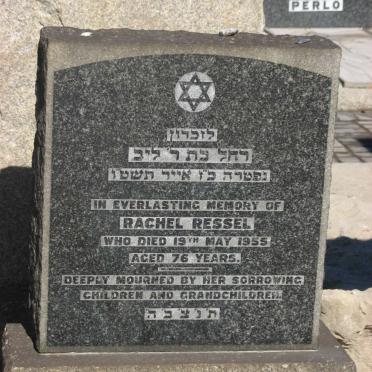 PERLO
לזכרון
רחל בת ר' ליב
נפטרה כ"ז אייר תשט"ו
IN EVERLASTING MEMORY OF
RACHEL RESSEL
WHO DIED 19TH MAY 1955
AGED 76 YEARS.
DEEPLY MOURNED BY HER SORROWING
CHILDREN AND GRANDCHILDREN.
ת נ צ ב ה